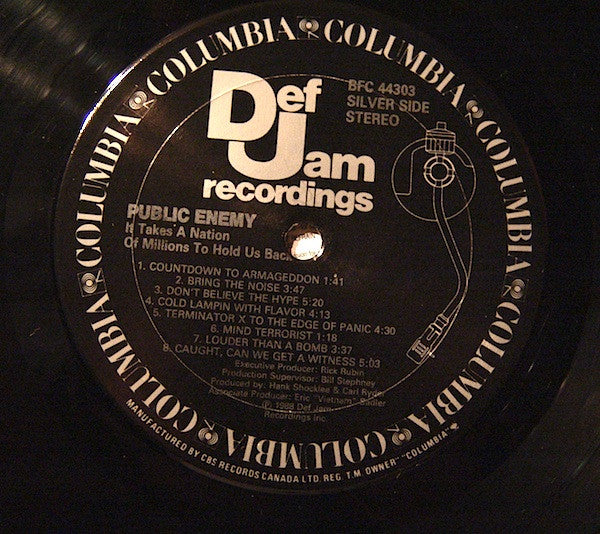 COLUMBIA COLUMBIA COLUMBIA COLUMBIA COLUMBIA COLUMBIA COLUMBIA COLUMBIA
Def
Jam
recordings
BFC 44303
SILVER SIDE
STEREO
PUBLIC ENEMY
It Takes A Nation
Of Millions To Hold Us Back
1. COUNTDOWN TO ARMAGEDDON 1:41
2. BRING THE NOISE 3:47
3. DON'T BELIEVE THE HYPE 5:20
4. COLD LAMPIN WITH FLAVOR 4:13
5. TERMINATOR X TO THE EDGE OF PANIC 4:30
6. MIND TERRORIST 1:18
7. LOUDER THAN A BOMB 3:37
8. CAUGHT, CAN WE GET A WITNESS 5:03
Executive Producer: Rick Rubin
Production Supervisor: Bill Stephney
Produced by: Hank Shocklee & Carl Ryder
Associate Producer: Eric "Vietnam" Sadler
℗ 1988 Def Jam
Recordings Inc.
MANUFACTURED BY CBS RECORDS CANADA LTD. REG. T.M. OWNER "COLUMBIA",